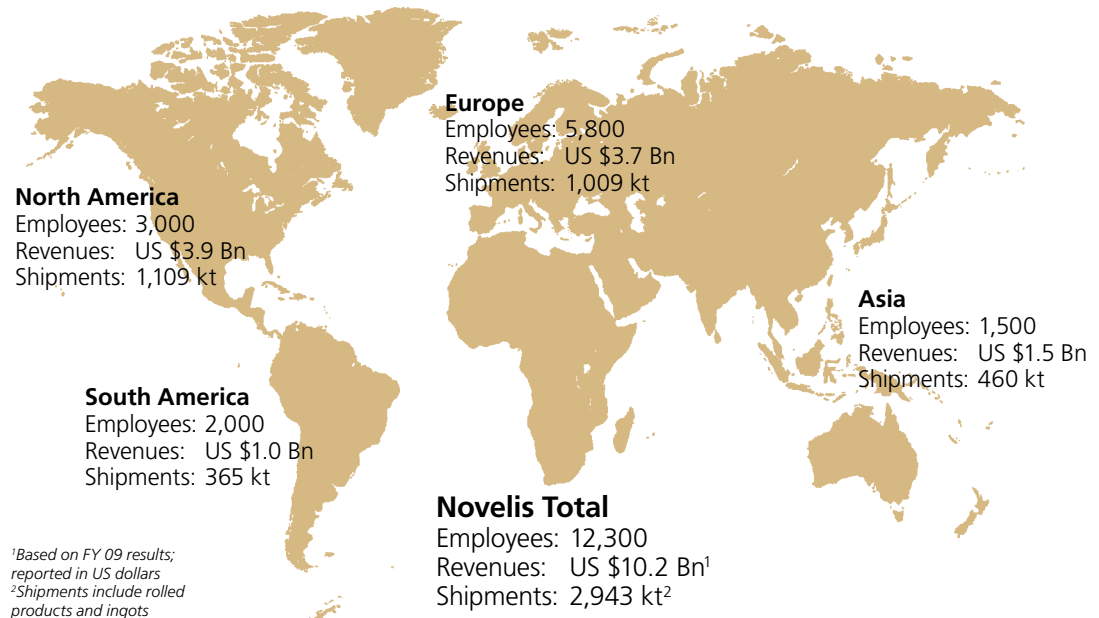 Europe
Employees: 5,800
Revenues: US $3.7 Bn
Shipments: 1,009 kt
North America
Employees: 3,000
Revenues: US $3.9 Bn
Shipments: 1,109 kt
Asia
Employees: 1,500
Revenues: US $1.5 Bn
Shipments: 460 kt
South America
Employees: 2,000
Revenues: US $1.0 Bn
Shipments: 365 kt
Novelis Total
Employees: 12,300
Revenues: US $10.2 Bn¹
Shipments: 2,943 kt²
¹Based on FY 09 results;
reported in US dollars
²Shipments include rolled
products and ingots